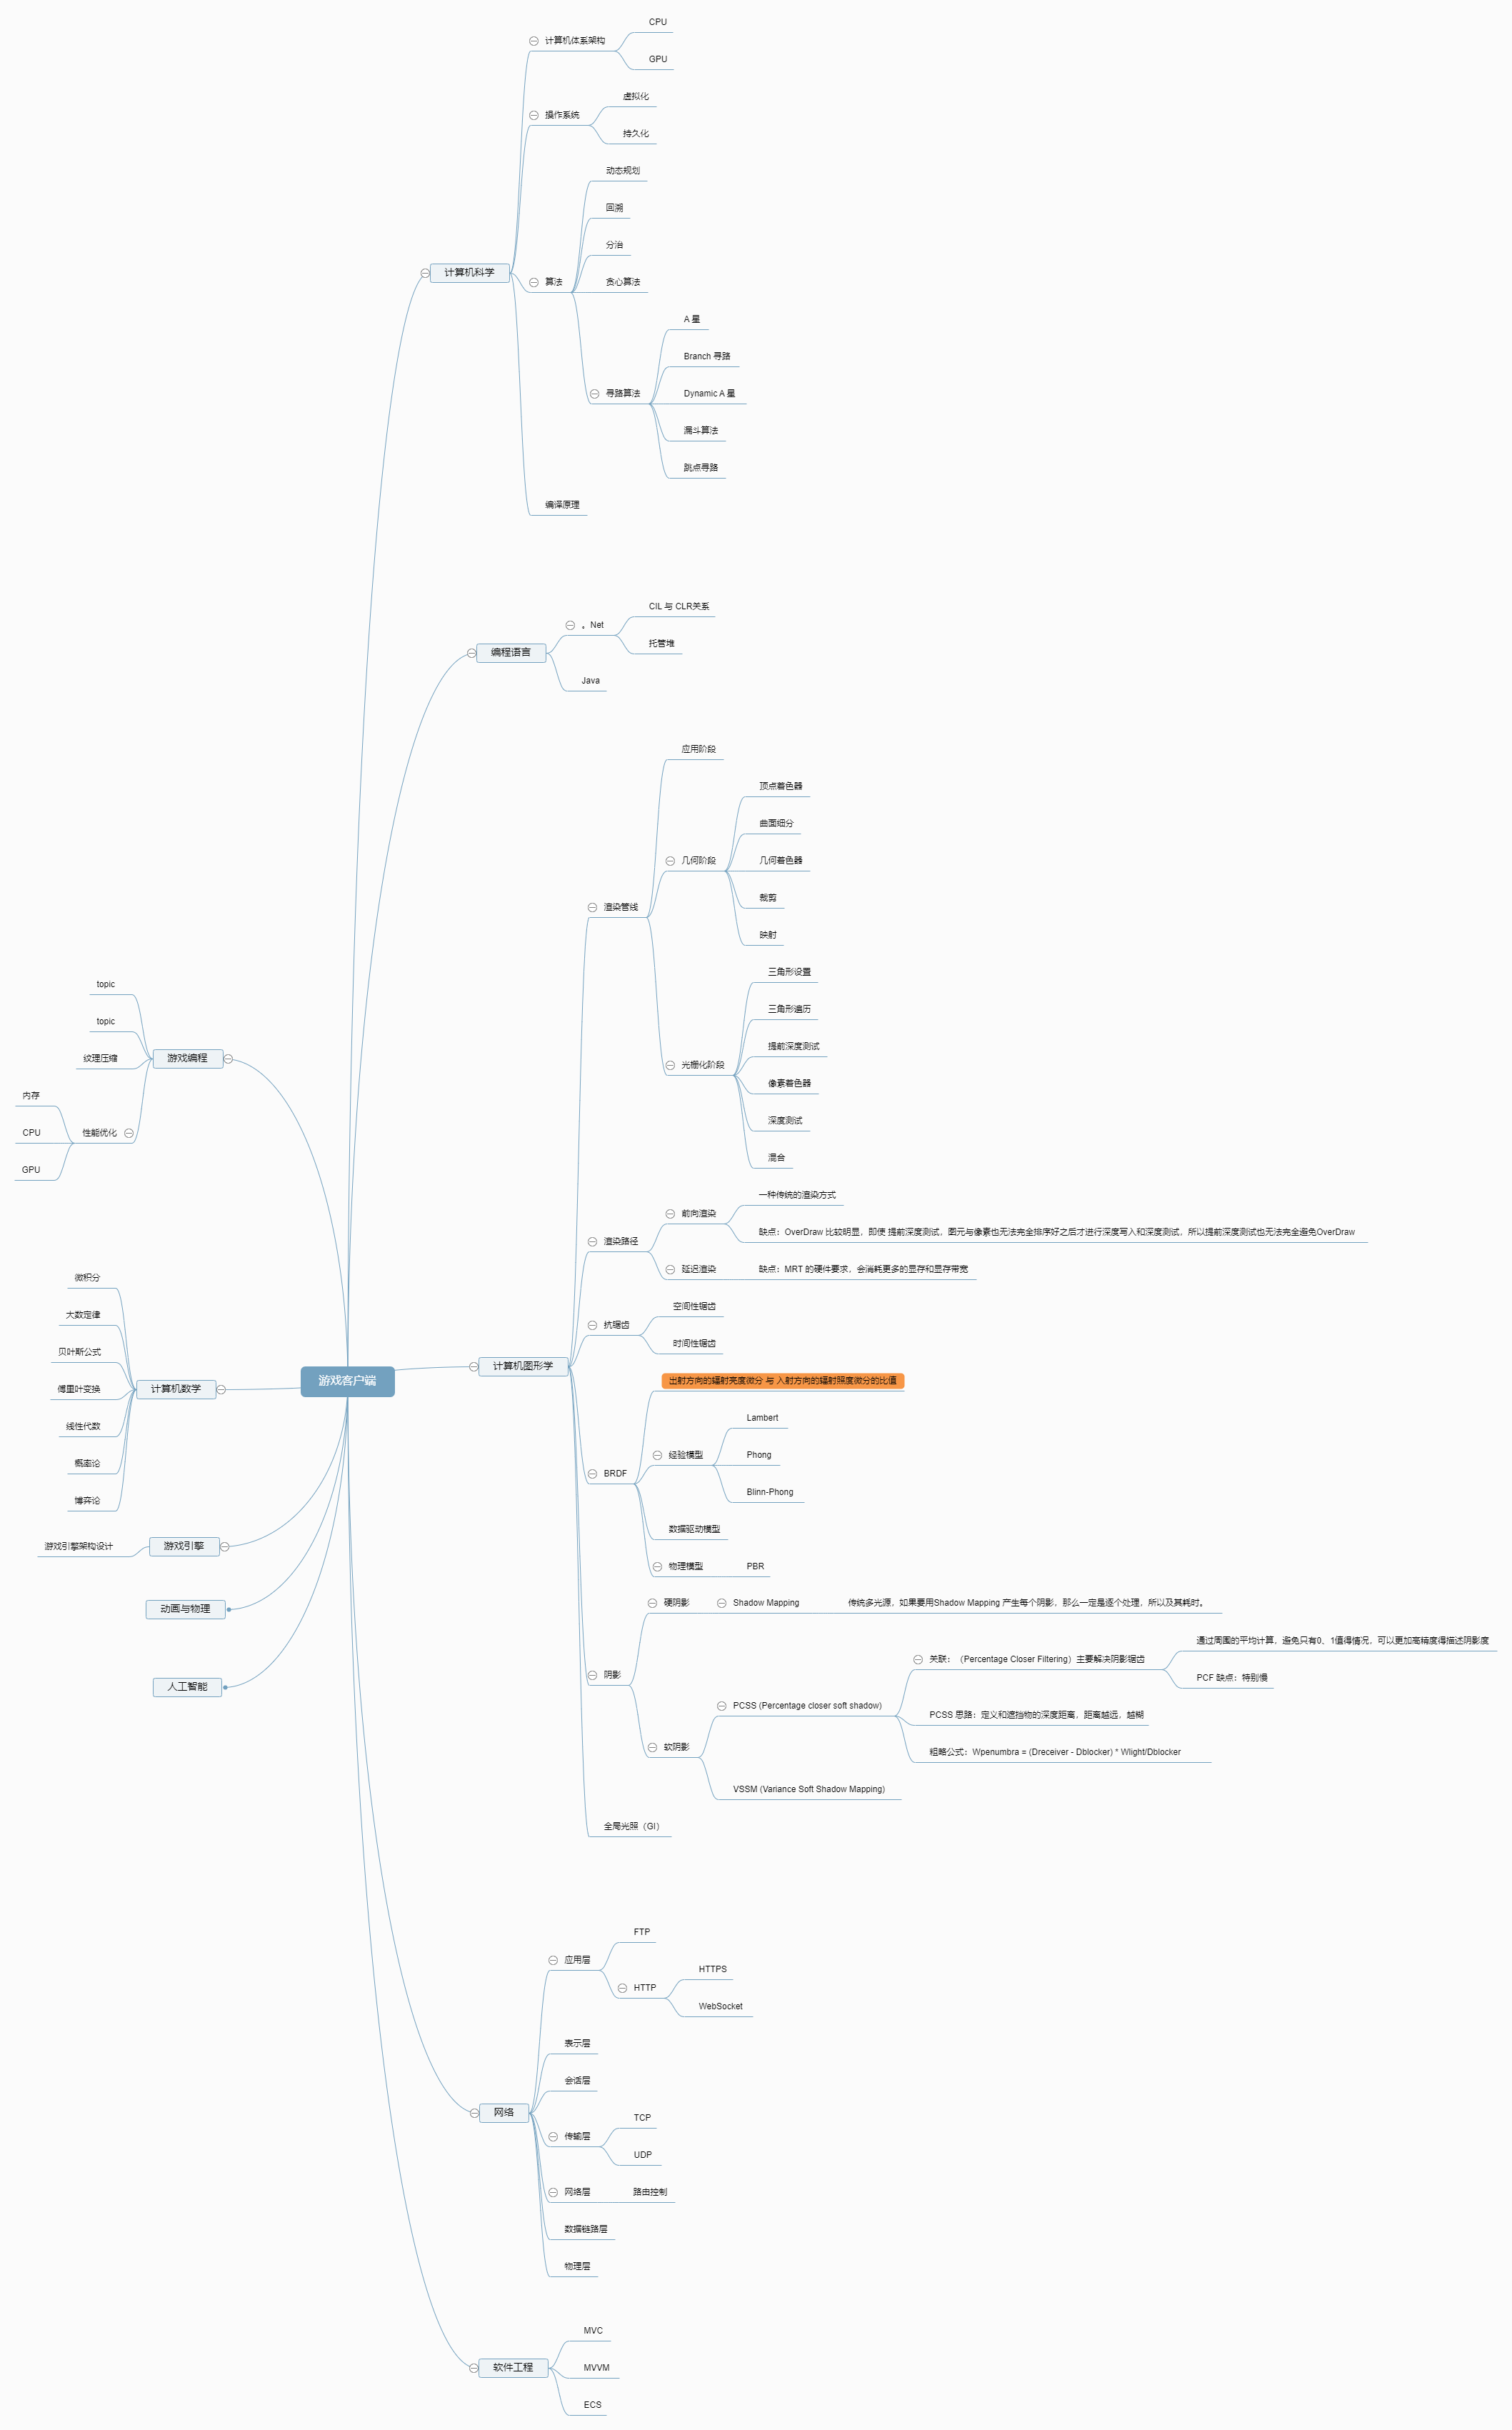 游戏客户端
计算机科学
计算机体系架构
CPU
GPU
操作系统
虚拟化
持久化
算法
动态规划
回溯
分治
贪心算法
寻路算法
A 星
Branch 寻路
Dynamic A 星
漏斗算法
跳点寻路
编译原理
编程语言
。Net
CIL 与 CLR关系
托管堆
Java
计算机图形学
渲染管线
应用阶段
几何阶段
顶点着色器
曲面细分
几何着色器
裁剪
映射
光栅化阶段
三角形设置
三角形遍历
提前深度测试
像素着色器
深度测试
混合
渲染路径
前向渲染
一种传统的渲染方式
缺点：OverDraw 比较明显，即使 提前深度测试，图元与像素也无法完全排序好之后才进行深度写入和深度测试，所以提前深度测试也无法完全避免OverDraw
延迟渲染
缺点：MRT 的硬件要求，会消耗更多的显存和显存带宽
抗锯齿
空间性锯齿
时间性锯齿
BRDF
出射方向的辐射亮度微分 与 入射方向的辐射照度微分的比值
经验模型
Lambert
Phong
Blinn-Phong
数据驱动模型
物理模型
PBR
阴影
硬阴影
Shadow Mapping
传统多光源，如果要用Shadow Mapping 产生每个阴影，那么一定是逐个处理，所以及其耗时。
软阴影
PCSS (Percentage closer soft shadow)
关联：（Percentage Closer Filtering）主要解决阴影锯齿
通过周围的平均计算，避免只有0、1值得情况，可以更加高精度得描述阴影度
PCF 缺点：特别慢
PCSS 思路：定义和遮挡物的深度距离，距离越远，越糊
粗略公式：Wpenumbra = (Dreceiver - Dblocker) * Wlight/Dblocker
VSSM (Variance Soft Shadow Mapping)
全局光照（GI）
网络
应用层
FTP
HTTP
HTTPS
WebSocket
表示层
会话层
传输层
TCP
UDP
网络层
路由控制
数据链路层
物理层
软件工程
MVC
MVVM
ECS
游戏编程
topic
topic
纹理压缩
性能优化
内存
CPU
GPU
计算机数学
微积分
大数定律
贝叶斯公式
傅里叶变换
线性代数
概率论
博弈论
游戏引擎
游戏引擎架构设计
动画与物理
人工智能